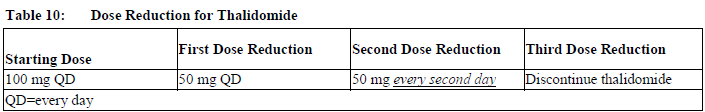 Table 10: Dose Reduction for Thalidomide
Starting Dose First Dose Reduction Second Dose Reduction Third Dose Reduction
100 mg QD 50 mg QD 50 mg every second day Discontinue thalidomide
QD=every day